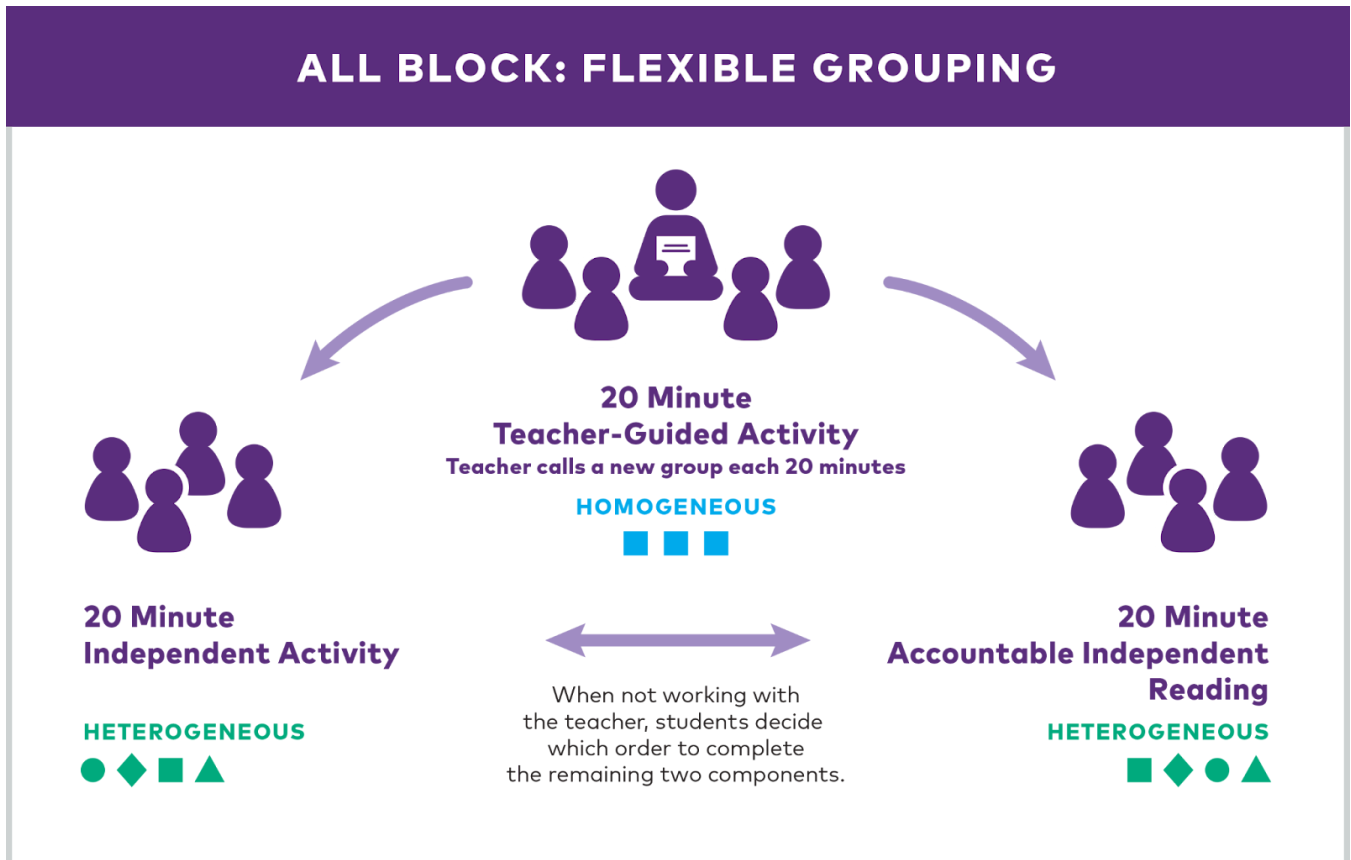 ALL BLOCK: FLEXIBLE GROUPING
20 Minute
Teacher-Guided Activity
Teacher calls a new group each 20 minutes
HOMOGENEOUS
20 Minute
Independent Activity
HETEROGENEOUS
When not working with
the teacher, students decide
which order to complete
the remaining two components.
20 Minute
Accountable Independent
Reading
HETEROGENEOUS